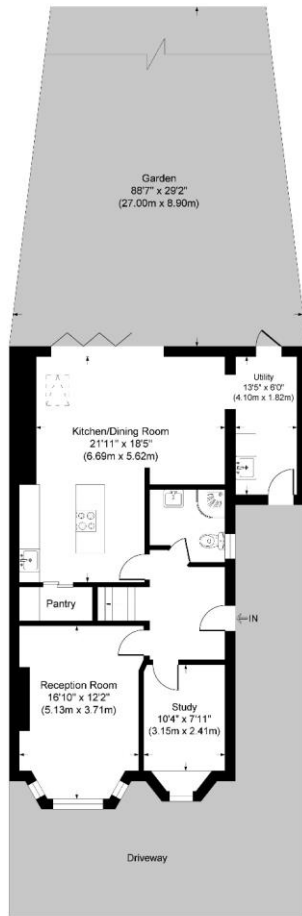 Garden
88'7" x 29'2"
(27.00m x 8.90m)
Utility
13'5" x 6'0"
(4.10m x 1.82m)
Kitchen/Dining Room
21'11" x 18'5"
(6.69m x 5.62m)
Pantry
IN
Reception Room
16'10" x 12'2"
(5.13m x 3.71m)
Study
10'4" x 7'11"
(3.15m x 2.41m)
Driveway